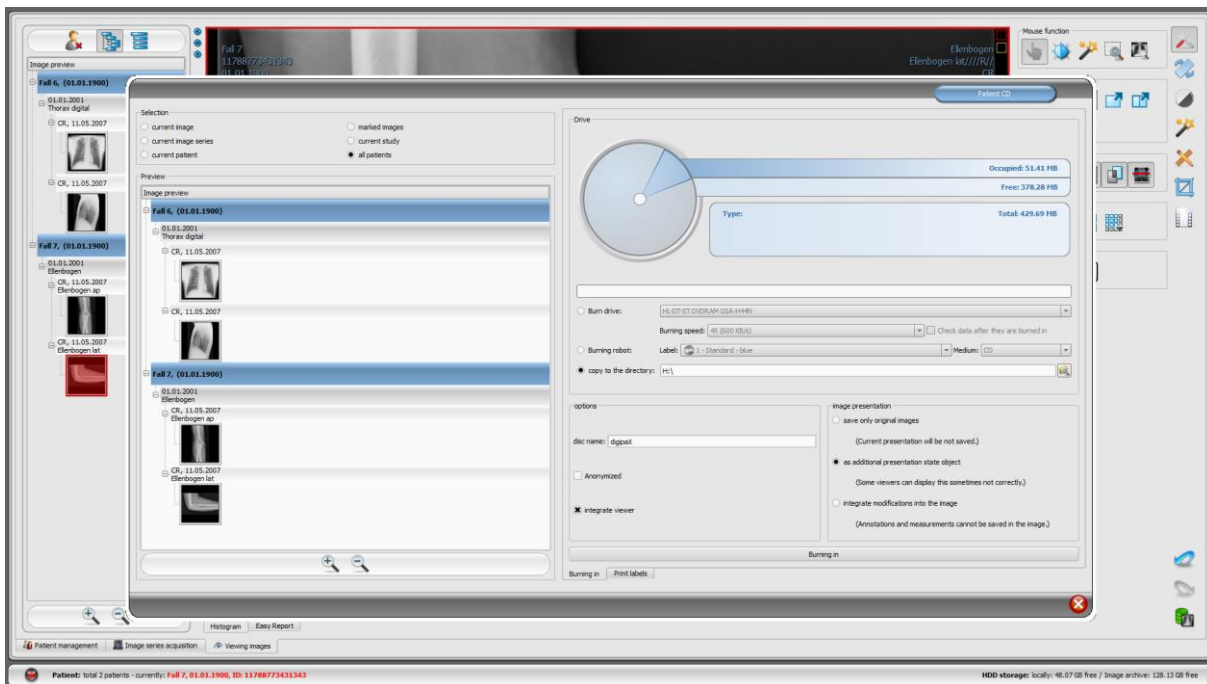 Image preview
Fall 6, (01.01.1900)
01.01.2001
Thorax digital
CR, 11.05.2007
CR, 11.05.2007
Fall 7, (01.01.1900)
01.01.2001
Ellenbogen
CR, 11.05.2007
Ellenbogen ap
CR, 11.05.2007
Ellenbogen lat
Fall 7
11788773431343
01.01.1900
Ellenbogen
Ellenbogen lat////R//
CR
Mouse function
Patient CD
Selection
current image
marked images
current image series
current study
current patient
all patients
Preview
Image preview
Fall 6, (01.01.1900)
01.01.2001
Thorax digital
CR, 11.05.2007
CR, 11.05.2007
Fall 7, (01.01.1900)
01.01.2001
Ellenbogen
CR, 11.05.2007
Ellenbogen ap
CR, 11.05.2007
Ellenbogen lat
Drive
Occupied: 51.41 MB
Free: 378.28 MB
Type: Total: 429.69 MB
Burn drive: HL-DT-ST DVDRAM GSA-H44N
Burning speed: 4X (600 KB/s) Check data after they are burned in
Burning robot: Label: 1 - Standard - blue Medium: CD
copy to the directory: H:\
options
disc name: digipaX
Anonymized
integrate viewer
image presentation
save only original images
(Current presentation will be not saved.)
as additional presentation state object
(Some viewers can display this sometimes not correctly.)
integrate modifications into the image
(Annotations and measurements cannot be saved in the image.)
Burning in
Burning in Print labels
Histogram Easy Report
Patient management Image series acquisition Viewing images
Patient: total 2 patients - currently: Fall 7, 01.01.1900, ID: 11788773431343
HDD storage: locally: 48.07 GB free / Image archive: 128.13 GB free